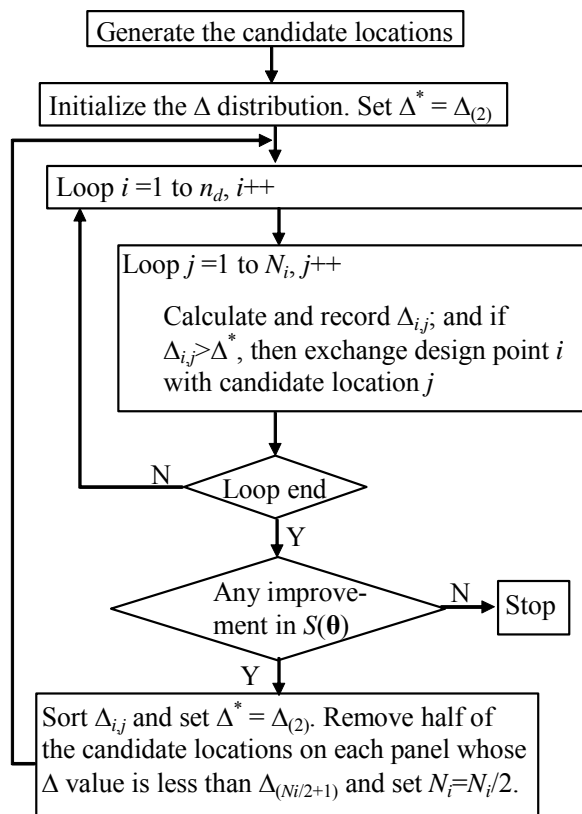 Generate the candidate locations
Initialize the Δ distribution. Set Δ* = Δ(2)
Loop i =1 to nd, i++
Loop j =1 to Ni, j++
Calculate and record Δi,j; and if
Δi,j>Δ*, then exchange design point i
with candidate location j
N
Loop end
Y
Any improve-
ment in S(θ)
N
Stop
Y
Sort Δi,j and set Δ* = Δ(2). Remove half of
the candidate locations on each panel whose
Δ value is less than Δ(Ni/2+1) and set Ni=Ni/2.